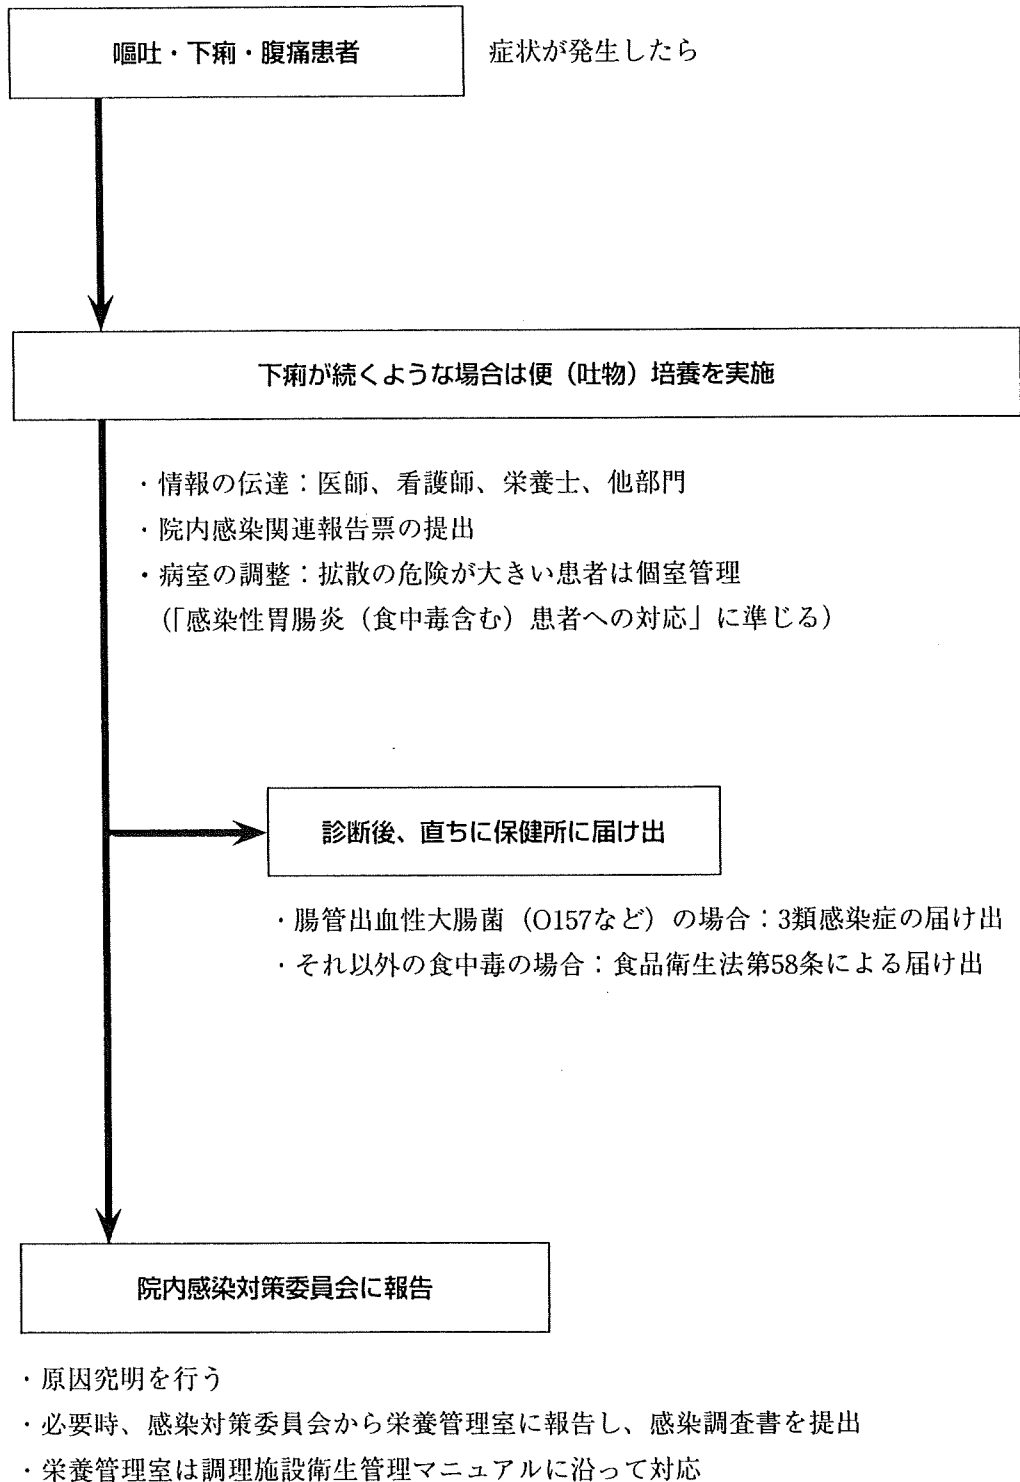 嘔吐・下痢・腹痛患者
症状が発生したら
下痢が続くような場合は便（吐物）培養を実施
・情報の伝達：医師、看護師、栄養士、他部門
・院内感染関連報告票の提出
・病室の調整：拡散の危険が大きい患者は個室管理
（「感染性胃腸炎（食中毒含む）患者への対応」に準じる）
診断後、直ちに保健所に届け出
・腸管出血性大腸菌（O157など）の場合：3類感染症の届け出
・それ以外の食中毒の場合：食品衛生法第58条による届け出
院内感染対策委員会に報告
・原因究明を行う
・必要時、感染対策委員会から栄養管理室に報告し、感染調査書を提出
・栄養管理室は調理施設衛生管理マニュアルに沿って対応